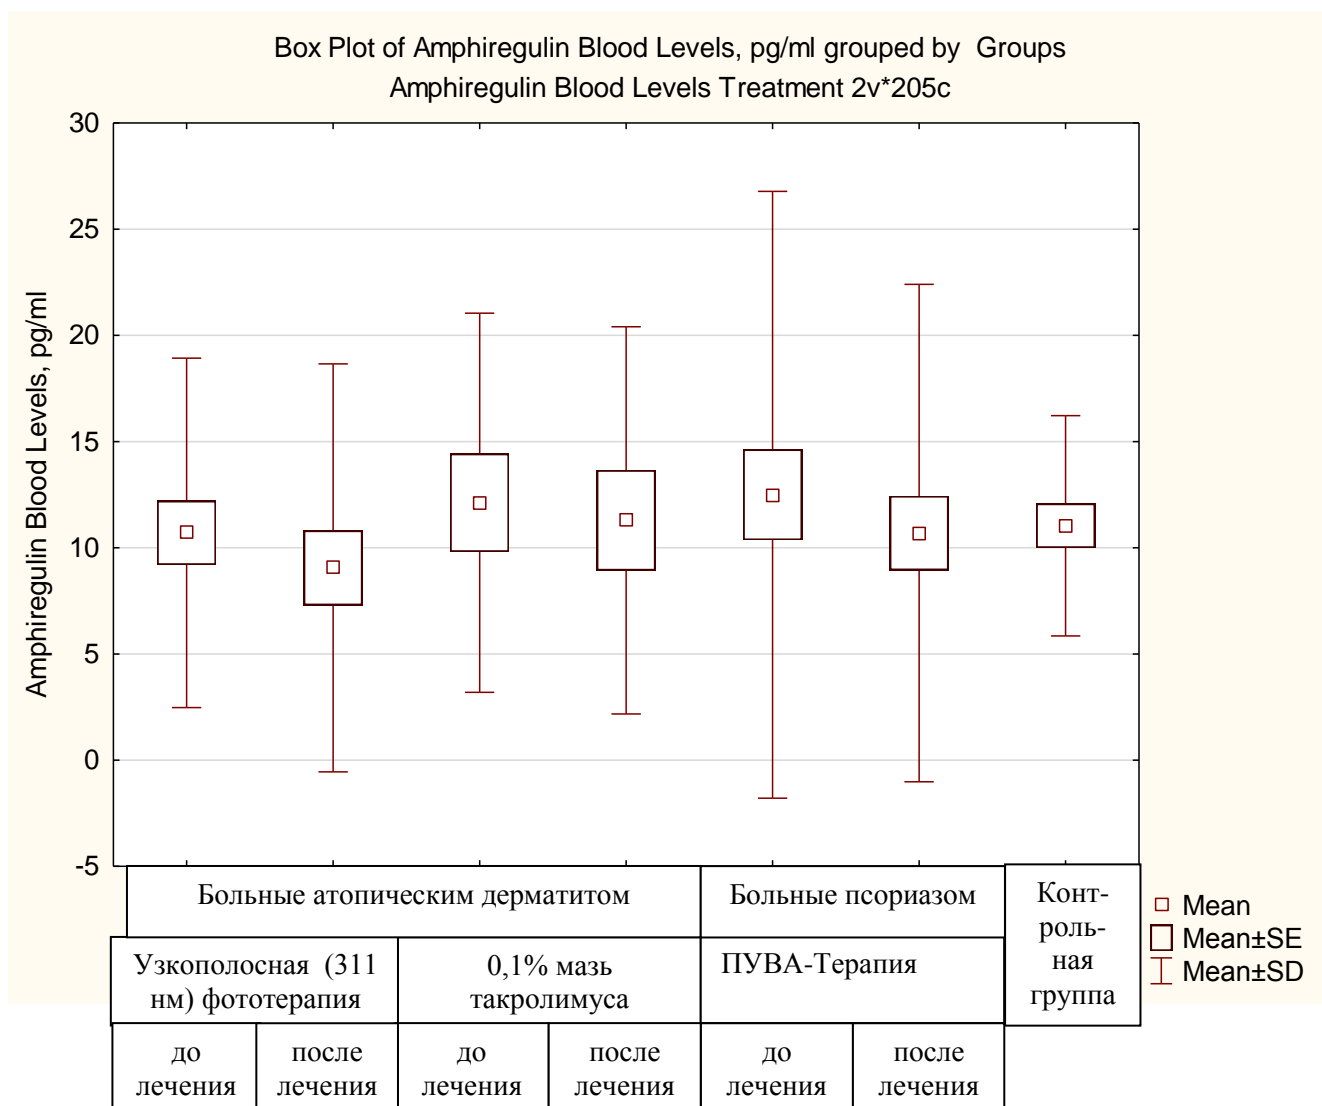 Box Plot of Amphiregulin Blood Levels, pg/ml grouped by  Groups
Amphiregulin Blood Levels Treatment 2v*205c
Amphiregulin Blood Levels, pg/ml
30
25
20
15
10
5
0
-5
Больные атопическим дерматитом
Больные псориазом
Конт-
роль-
ная
группа
Узкополосная (311
нм) фототерапия
0,1% мазь
такролимуса
ПУВА-Терапия
до
лечения
после
лечения
до
лечения
после
лечения
до
лечения
после
лечения
Mean
Mean±SE
Mean±SD